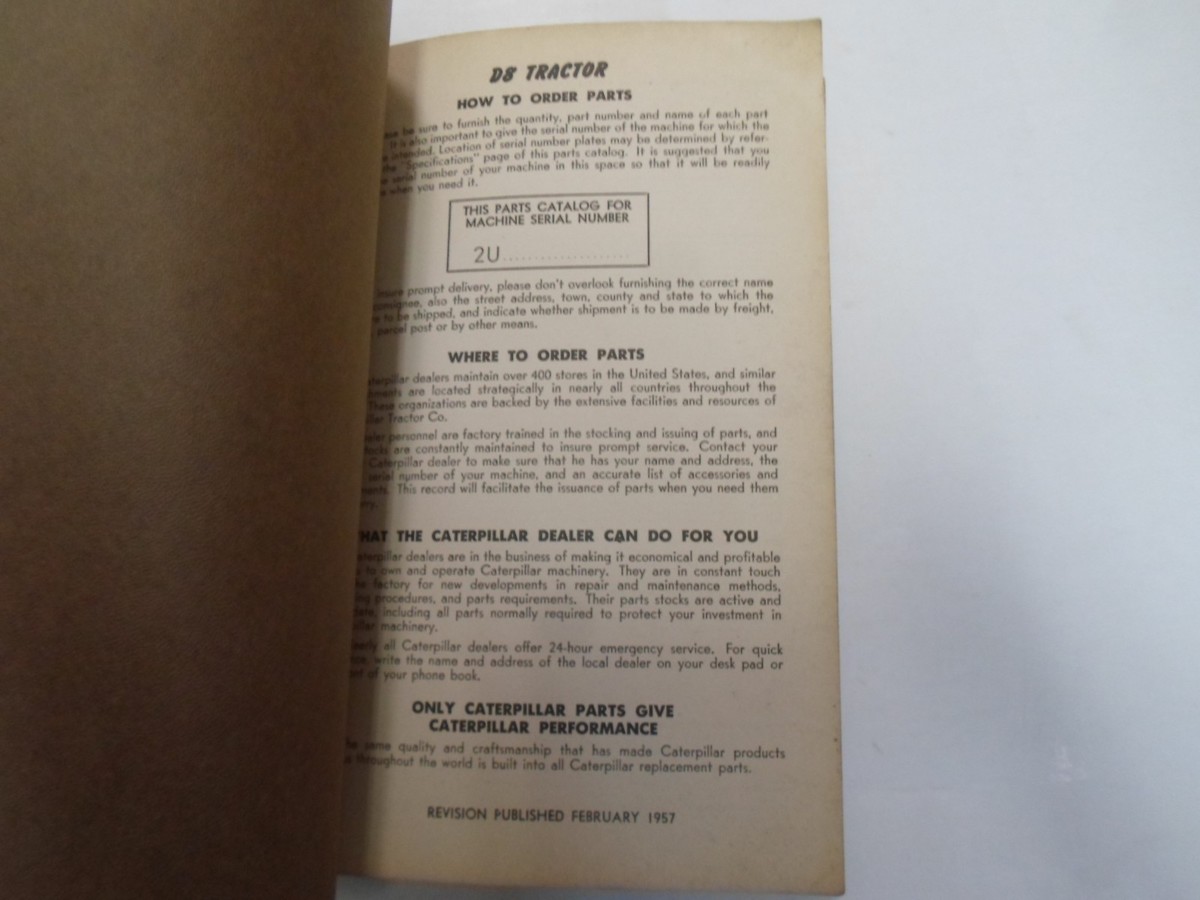 D8 TRACTOR
HOW TO ORDER PARTS
be sure to furnish the quantity, part number and name of each part
It is also important to give the serial number of the machine for which the
intended. Location of serial number plates may be determined by refer-
the "Specifications" page of this parts catalog. It is suggested that you
serial number of your machine in this space so that it will be readily
when you need it.
THIS PARTS CATALOG FOR
MACHINE SERIAL NUMBER
2U....................
insure prompt delivery, please don't overlook furnishing the correct name
consignee, also the street address, town, county and state to which the
to be shipped, and indicate whether shipment is to be made by freight,
parcel post or by other means.
WHERE TO ORDER PARTS
dealers maintain over 400 stores in the United States, and similar
are located strategically in nearly all countries throughout the
These organizations are backed by the extensive facilities and resources of
Tractor Co.
personnel are factory trained in the stocking and issuing of parts, and
are constantly maintained to insure prompt service. Contact your
Caterpillar dealer to make sure that he has your name and address, the
serial number of your machine, and an accurate list of accessories and
This record will facilitate the issuance of parts when you need them
HAT THE CATERPILLAR DEALER CAN DO FOR YOU
dealers are in the business of making it economical and profitable
to own and operate Caterpillar machinery. They are in constant touch
factory for new developments in repair and maintenance methods,
procedures, and parts requirements. Their parts stocks are active and
including all parts normally required to protect your investment in
machinery.
all Caterpillar dealers offer 24-hour emergency service. For quick
write the name and address of the local dealer on your desk pad or
of your phone book.
ONLY CATERPILLAR PARTS GIVE
CATERPILLAR PERFORMANCE
same quality and craftsmanship that has made Caterpillar products
throughout the world is built into all Caterpillar replacement parts.
REVISION PUBLISHED FEBRUARY 1957